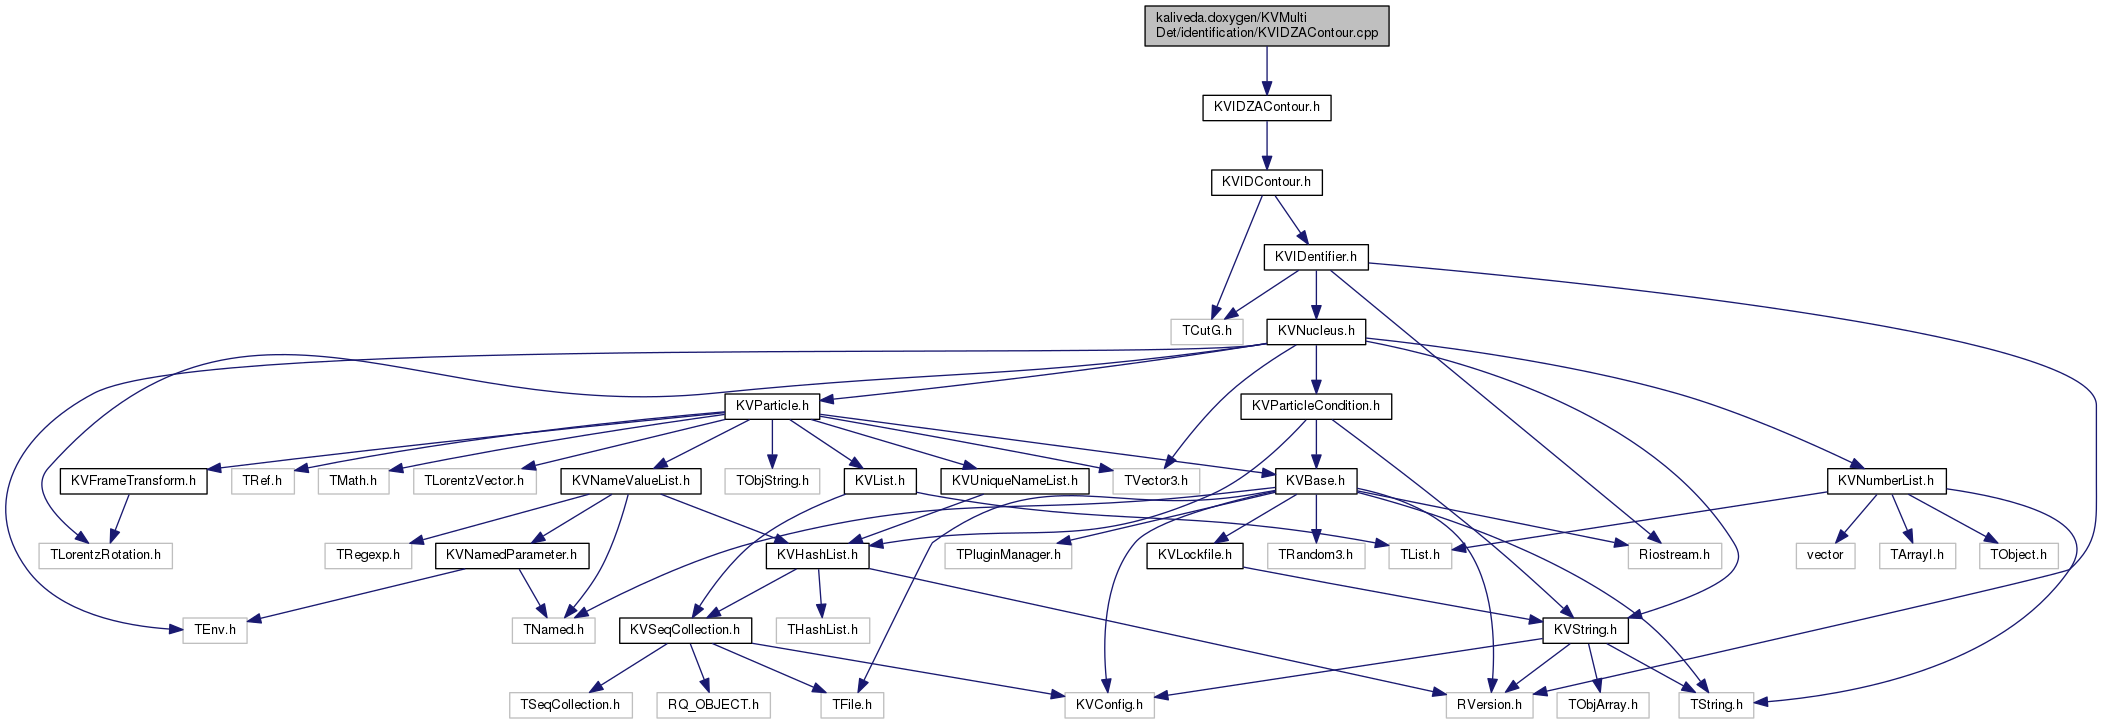 kaliveda.doxygen/KVMulti
Det/identification/KVIDZAContour.cpp
KVIDZAContour.h
KVIDContour.h
KVIDentifier.h
TCutG.h
KVNucleus.h
KVParticle.h
KVParticleCondition.h
KVFrameTransform.h
TRef.h
TMath.h
TLorentzVector.h
KVNameValueList.h
TObjString.h
KVList.h
KVUniqueNameList.h
TVector3.h
KVBase.h
KVNumberList.h
TLorentzRotation.h
TRegexp.h
KVNamedParameter.h
KVHashList.h
TPluginManager.h
KVLockfile.h
TRandom3.h
TList.h
Riostream.h
vector
TArrayI.h
TObject.h
TEnv.h
TNamed.h
KVSeqCollection.h
THashList.h
KVString.h
TSeqCollection.h
RQ_OBJECT.h
TFile.h
KVConfig.h
RVersion.h
TObjArray.h
TString.h